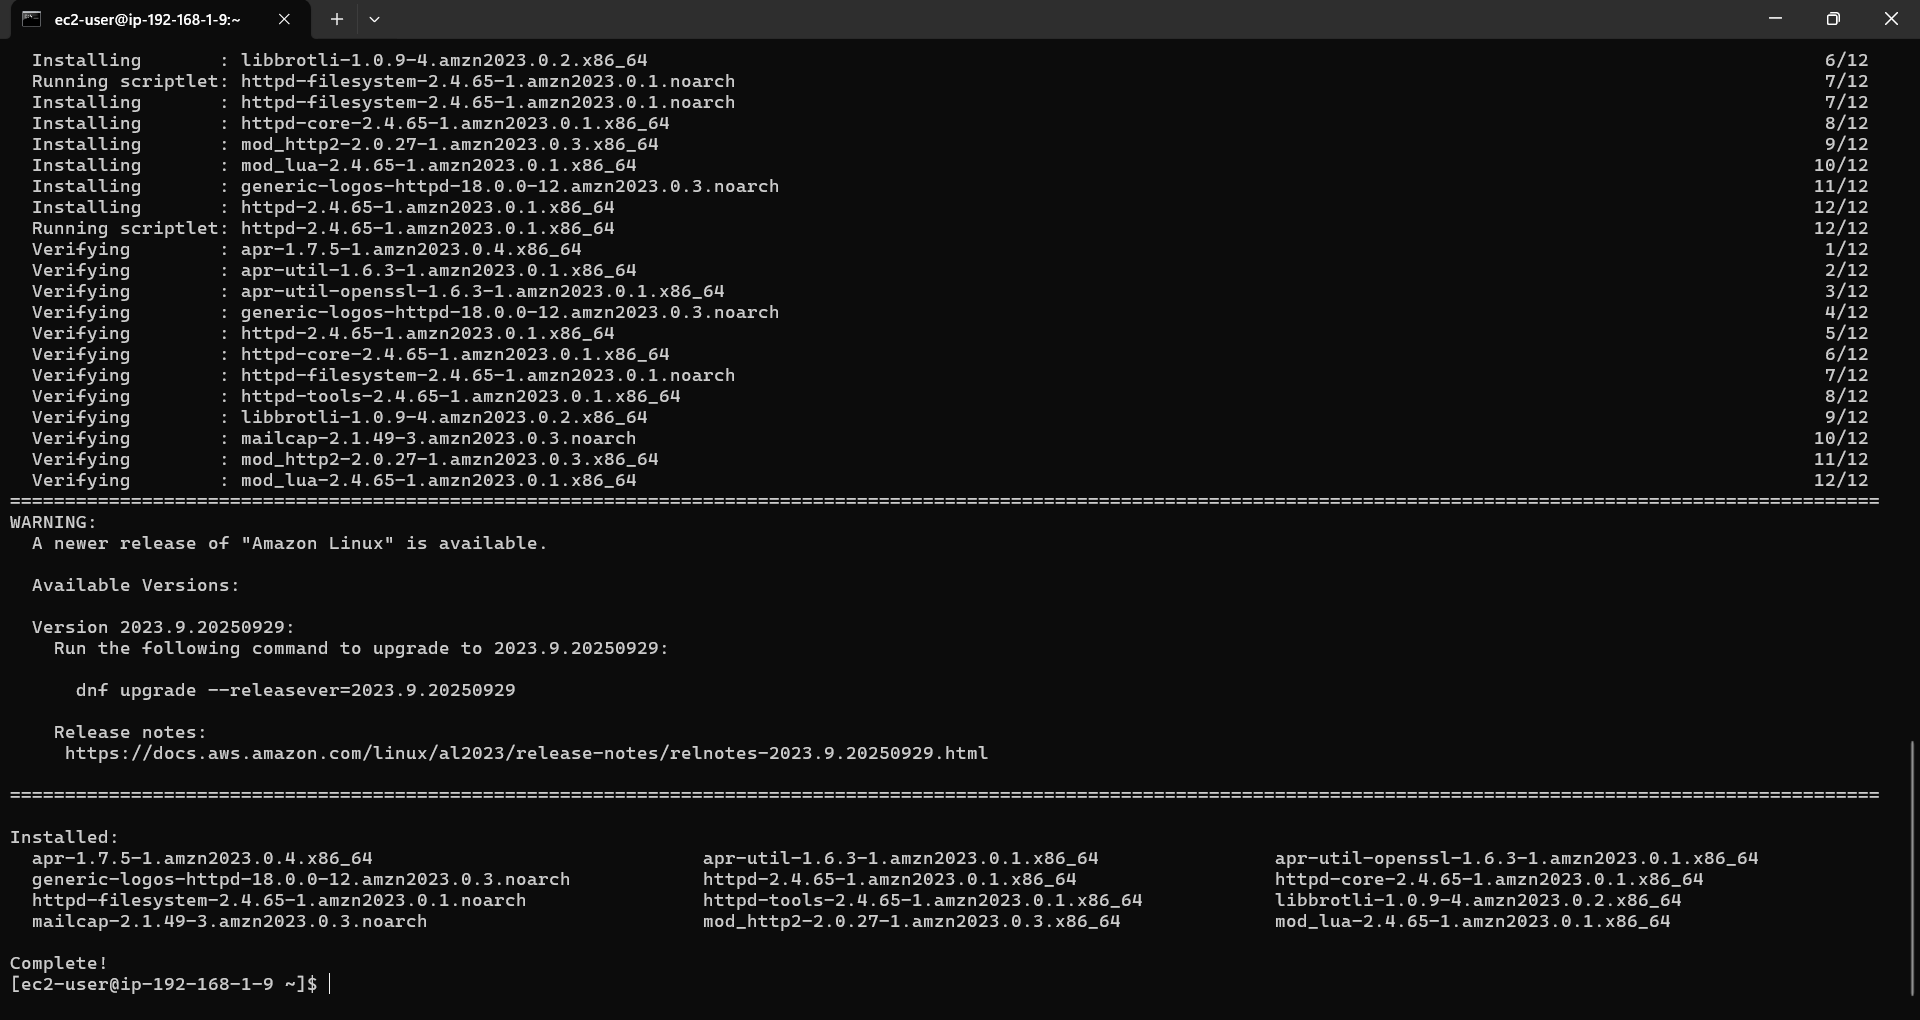 ec2-user@ip-192-168-1-9:~
Installing : libbrotli-1.0.9-4.amzn2023.0.2.x86_64 6/12
Running scriptlet: httpd-filesystem-2.4.65-1.amzn2023.0.1.noarch 7/12
Installing : httpd-filesystem-2.4.65-1.amzn2023.0.1.noarch 7/12
Installing : httpd-core-2.4.65-1.amzn2023.0.1.x86_64 8/12
Installing : mod_http2-2.0.27-1.amzn2023.0.3.x86_64 9/12
Installing : mod_lua-2.4.65-1.amzn2023.0.1.x86_64 10/12
Installing : generic-logos-httpd-18.0.0-12.amzn2023.0.3.noarch 11/12
Installing : httpd-2.4.65-1.amzn2023.0.1.x86_64 12/12
Running scriptlet: httpd-2.4.65-1.amzn2023.0.1.x86_64 12/12
Verifying : apr-1.7.5-1.amzn2023.0.4.x86_64 1/12
Verifying : apr-util-1.6.3-1.amzn2023.0.1.x86_64 2/12
Verifying : apr-util-openssl-1.6.3-1.amzn2023.0.1.x86_64 3/12
Verifying : generic-logos-httpd-18.0.0-12.amzn2023.0.3.noarch 4/12
Verifying : httpd-2.4.65-1.amzn2023.0.1.x86_64 5/12
Verifying : httpd-core-2.4.65-1.amzn2023.0.1.x86_64 6/12
Verifying : httpd-filesystem-2.4.65-1.amzn2023.0.1.noarch 7/12
Verifying : httpd-tools-2.4.65-1.amzn2023.0.1.x86_64 8/12
Verifying : libbrotli-1.0.9-4.amzn2023.0.2.x86_64 9/12
Verifying : mailcap-2.1.49-3.amzn2023.0.3.noarch 10/12
Verifying : mod_http2-2.0.27-1.amzn2023.0.3.x86_64 11/12
Verifying : mod_lua-2.4.65-1.amzn2023.0.1.x86_64 12/12
==========================================================================================================================================================================
WARNING:
A newer release of "Amazon Linux" is available.
Available Versions:
Version 2023.9.20250929:
Run the following command to upgrade to 2023.9.20250929:
dnf upgrade --releasever=2023.9.20250929
Release notes:
https://docs.aws.amazon.com/linux/al2023/release-notes/relnotes-2023.9.20250929.html
==========================================================================================================================================================================
Installed:
apr-1.7.5-1.amzn2023.0.4.x86_64 apr-util-1.6.3-1.amzn2023.0.1.x86_64 apr-util-openssl-1.6.3-1.amzn2023.0.1.x86_64
generic-logos-httpd-18.0.0-12.amzn2023.0.3.noarch httpd-2.4.65-1.amzn2023.0.1.x86_64 httpd-core-2.4.65-1.amzn2023.0.1.x86_64
httpd-filesystem-2.4.65-1.amzn2023.0.1.noarch httpd-tools-2.4.65-1.amzn2023.0.1.x86_64 libbrotli-1.0.9-4.amzn2023.0.2.x86_64
mailcap-2.1.49-3.amzn2023.0.3.noarch mod_http2-2.0.27-1.amzn2023.0.3.x86_64 mod_lua-2.4.65-1.amzn2023.0.1.x86_64
Complete!
[ec2-user@ip-192-168-1-9 ~]$